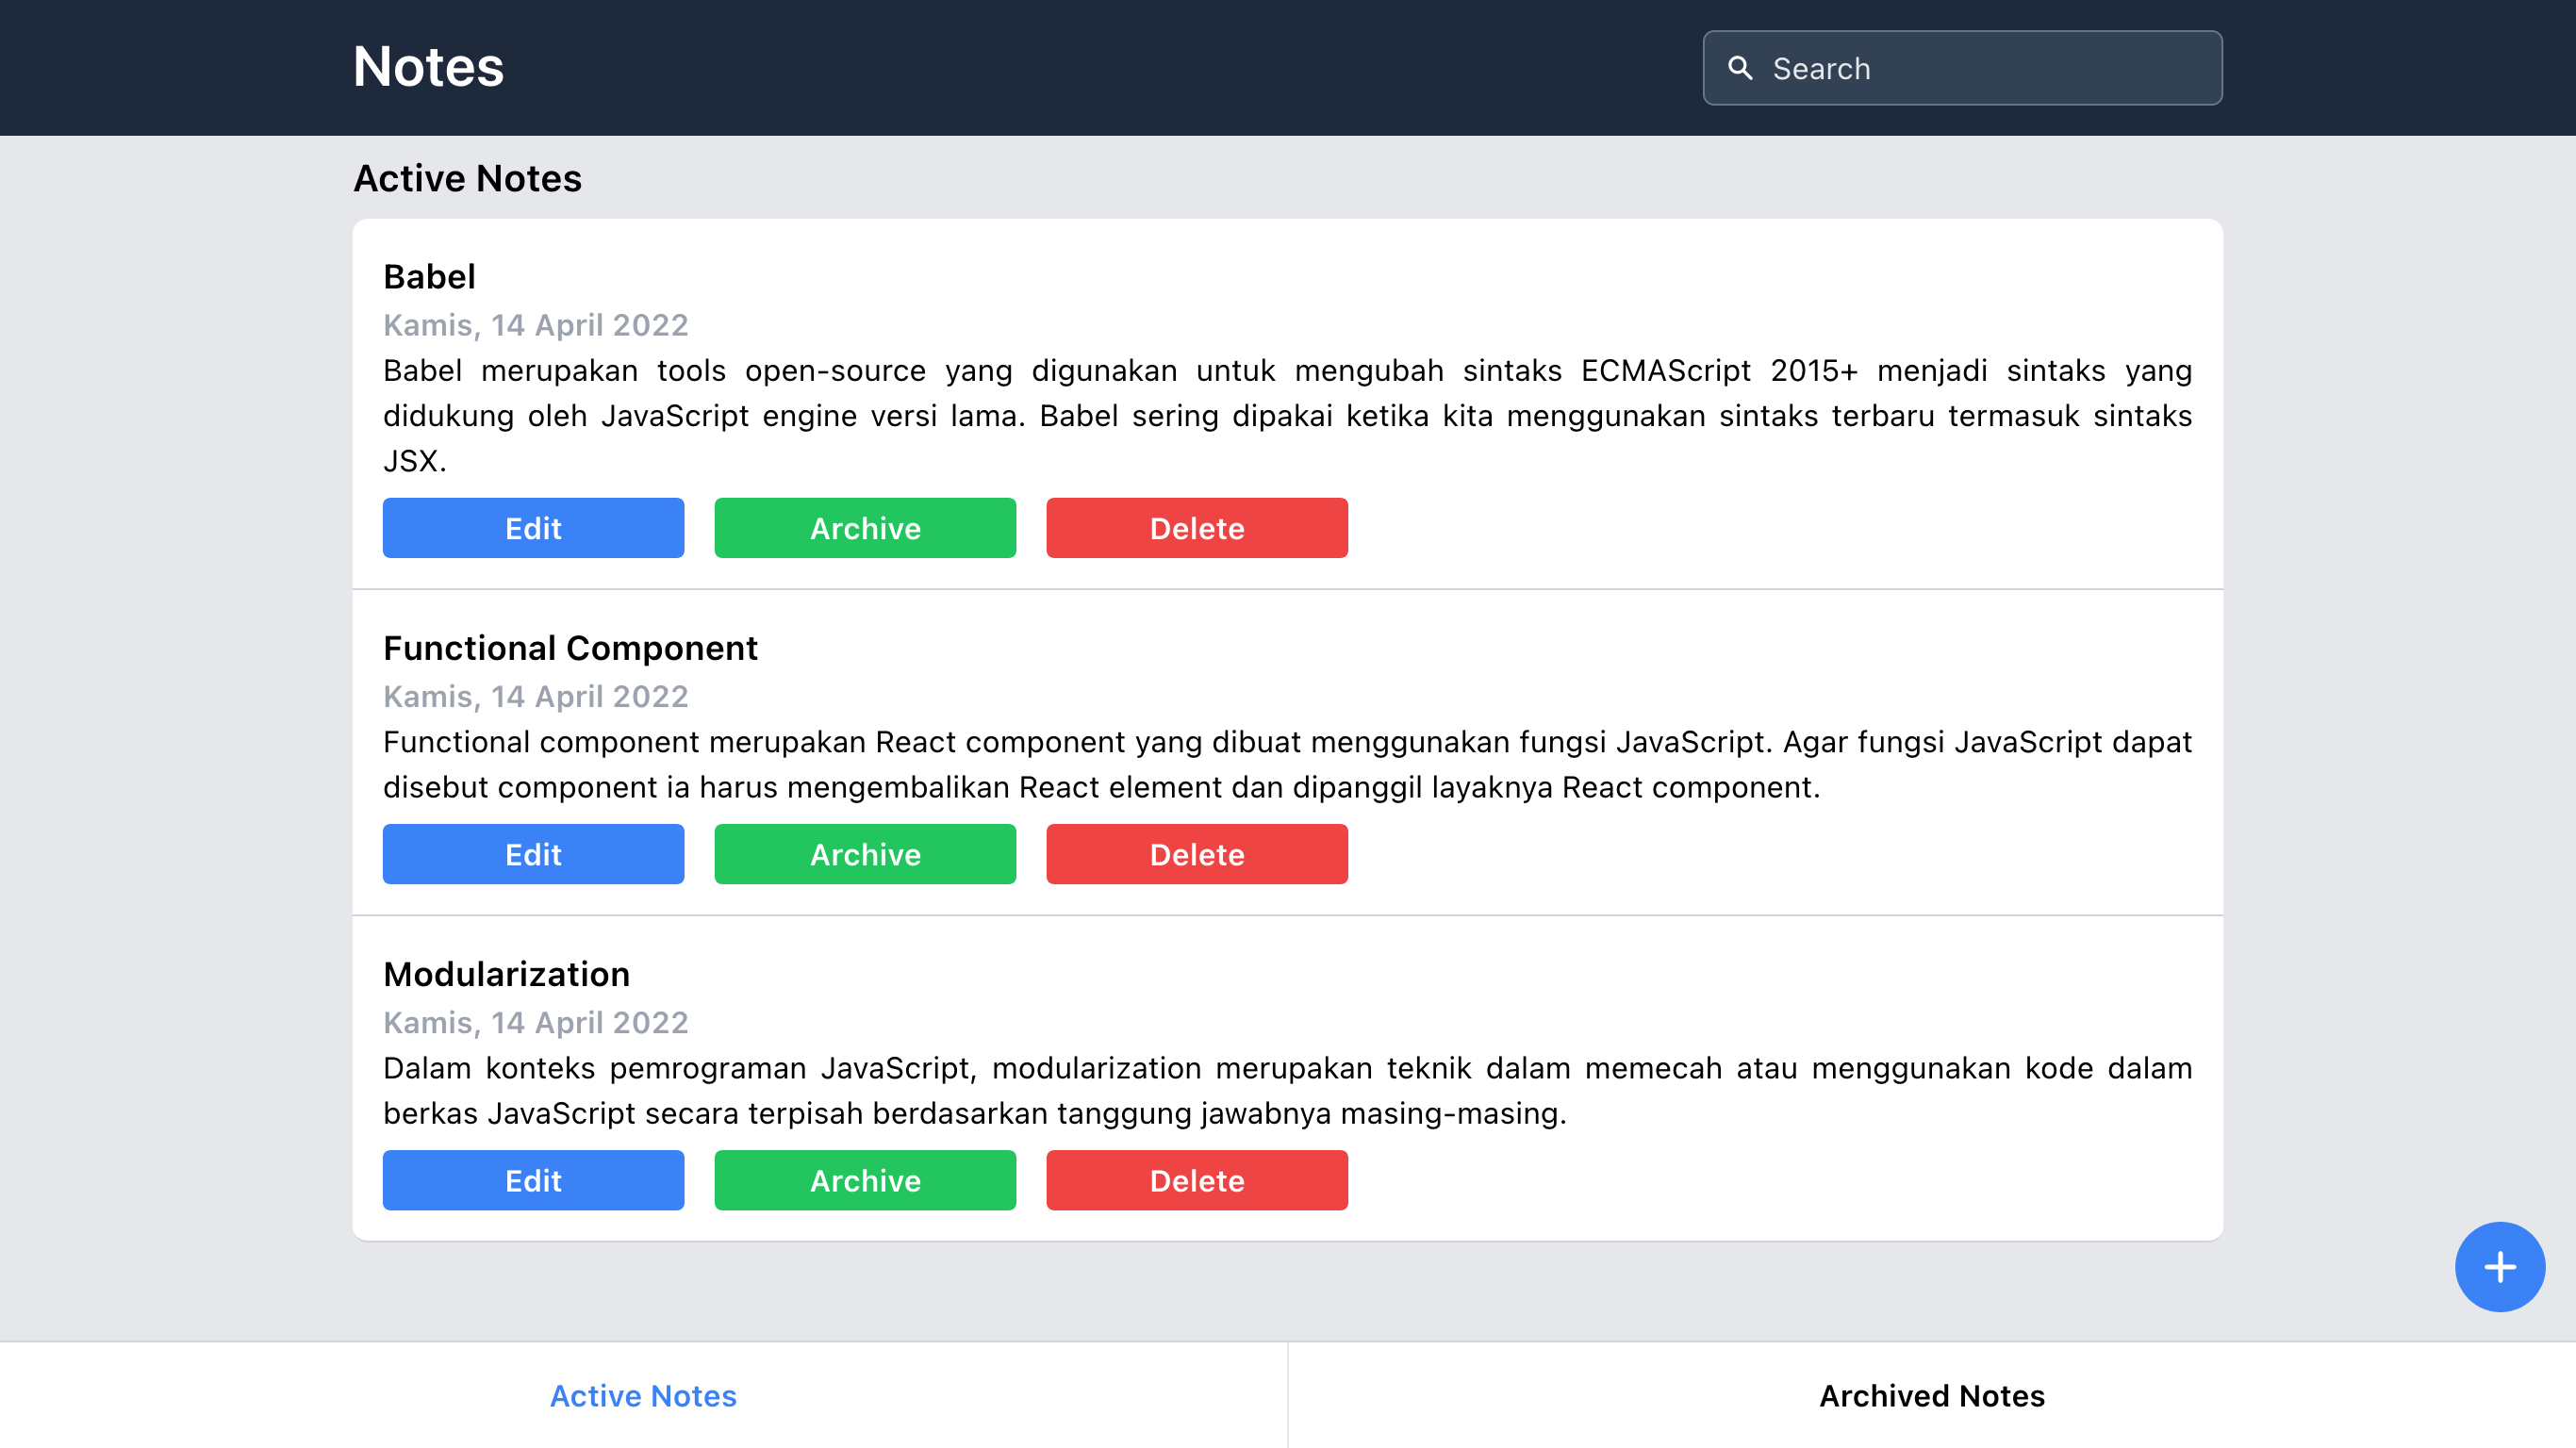 Notes
Search
Active Notes
Babel
Kamis, 14 April 2022
Babel merupakan tools open-source yang digunakan untuk mengubah sintaks ECMAScript 2015+ menjadi sintaks yang
didukung oleh JavaScript engine versi lama. Babel sering dipakai ketika kita menggunakan sintaks terbaru termasuk sintaks
JSX.
Edit Archive Delete
Functional Component
Kamis, 14 April 2022
Functional component merupakan React component yang dibuat menggunakan fungsi JavaScript. Agar fungsi JavaScript dapat
disebut component ia harus mengembalikan React element dan dipanggil layaknya React component.
Edit Archive Delete
Modularization
Kamis, 14 April 2022
Dalam konteks pemrograman JavaScript, modularization merupakan teknik dalam memecah atau menggunakan kode dalam
berkas JavaScript secara terpisah berdasarkan tanggung jawabnya masing-masing.
Edit Archive Delete
Active Notes
Archived Notes